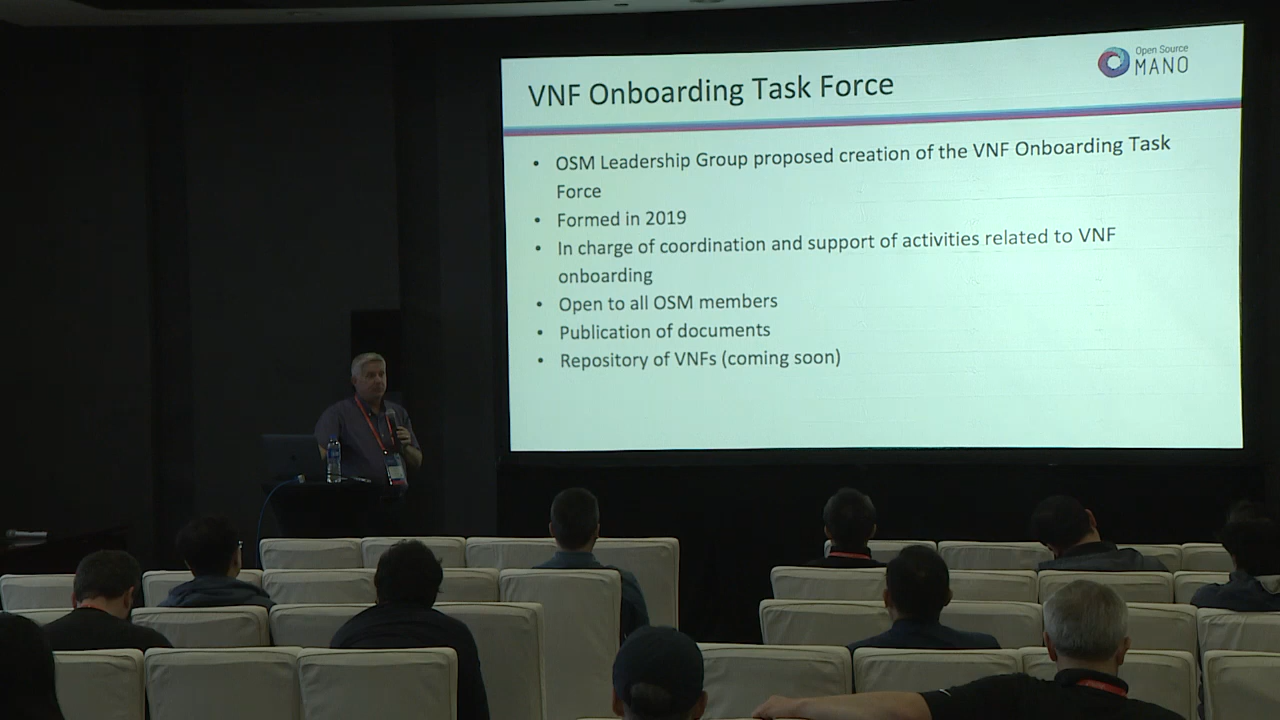 Open Source
MANO
VNF Onboarding Task Force
• OSM Leadership Group proposed creation of the VNF Onboarding Task
Force
• Formed in 2019
• In charge of coordination and support of activities related to VNF
onboarding
• Open to all OSM members
• Publication of documents
• Repository of VNFs (coming soon)